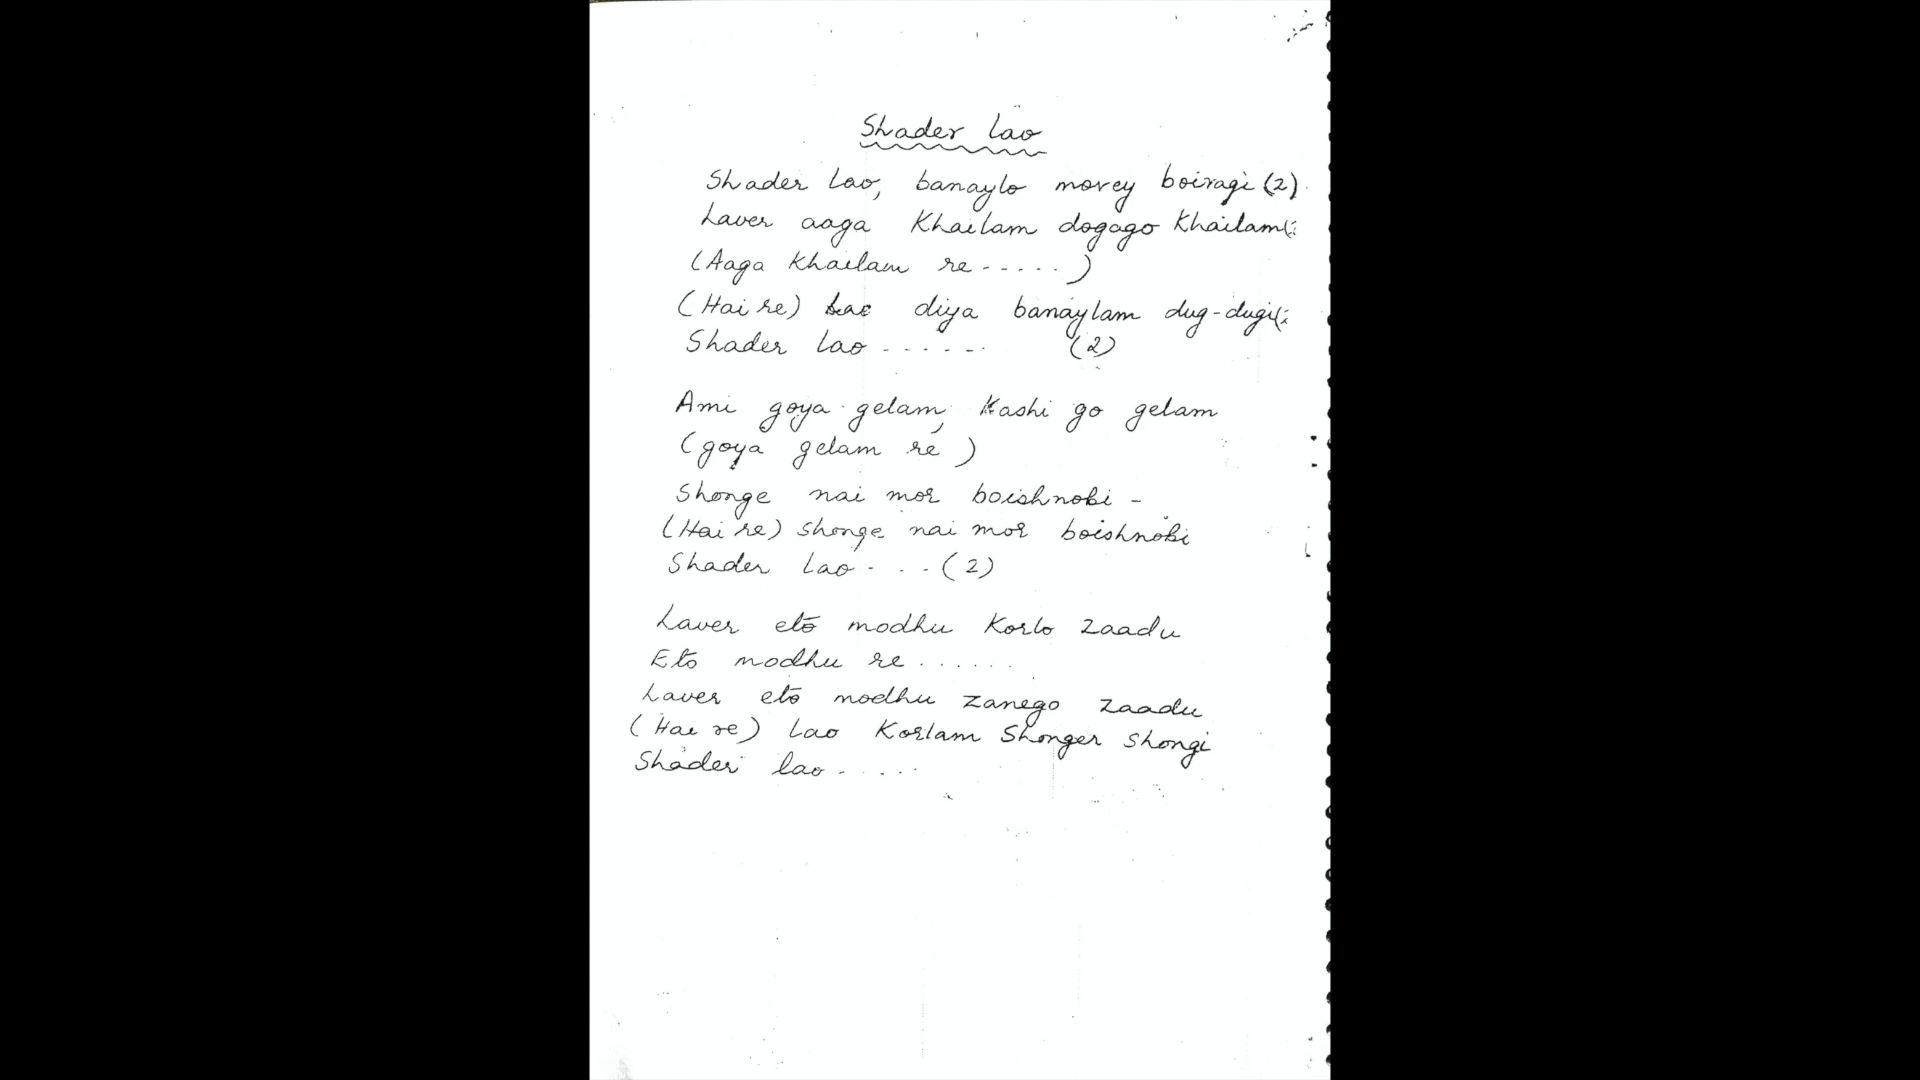 Shader Lao
Shader Lao, banaylo morey boiragi (2)
Laver aaga Khailam dogago Khailam(2
(Aaga Khailam re-.....)
(Hai re) Lao diya banaylam dug-dugi(2
Shader Lao ...... (2)
Ami goya gelam, Kashi go gelam
(goya gelam re)
Shonge nai mor boishnobi -
(Hai re) Shonge nai mor boishnobi
Shader Lao . . . (2)
Laver eto modhu Korlo Zaadu
Eto modhu re ......
Laver eto modhu Zanego Zaadu
(Hai re) Lao Korlam Shonger Shongi
Shader lao .....